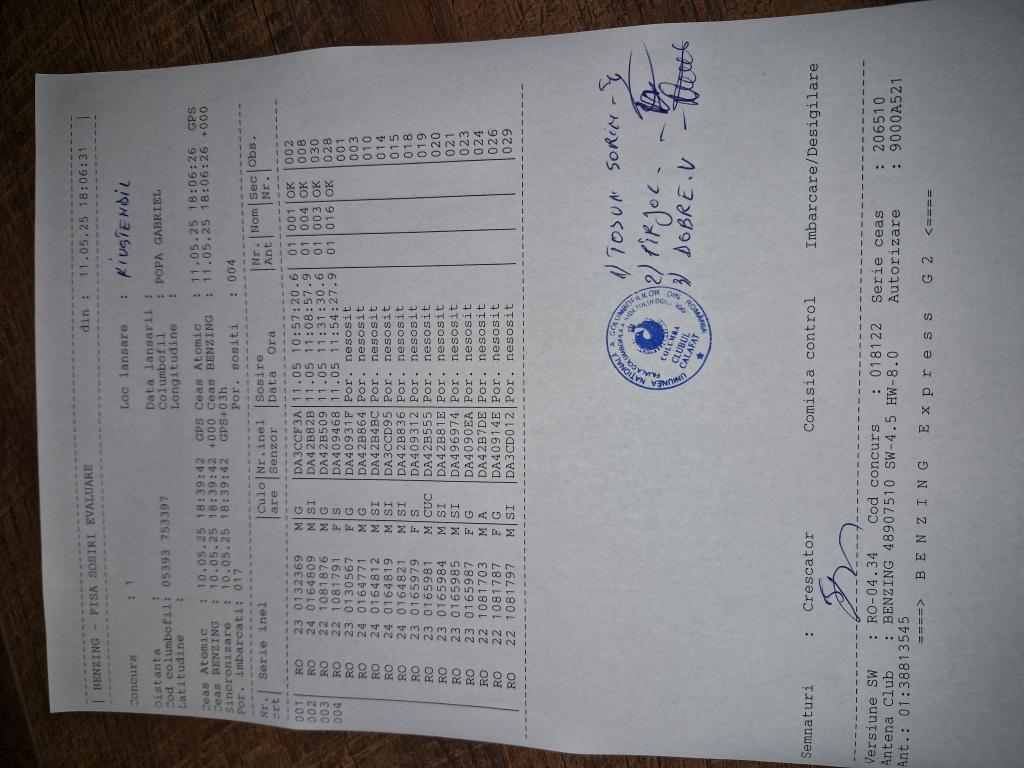 | BENZING - FISA SOSIRI EVALUARE din : 11.05.25 18:06:31 |
Concurs : 1 Loc lansare : KIUSTENDIL
Distanta : Data lansarii :
Cod columbofil: 05393 753397 Columbofil : POPA GABRIEL
Latitudine : Longitudine :
Ceas Atomic : 10.05.25 18:39:42 GPS Ceas Atomic : 11.05.25 18:06:26 GPS
Ceas BENZING : 10.05.25 18:39:42 +000 Ceas BENZING : 11.05.25 18:06:26 +000
Sincronizare : 10.05.25 18:39:42 GPS+03h
Por. imbarcati: 017 Por. sositi : 004
Nr.| Serie inel |Culo|Nr.inel |Sosire |Nr. |Nom|Sec|Obs.
crt| |are |Senzor |Data Ora |Ant | |Nr.|
001 | RO 23 0132369 M G |DA3CCF3A|11.05 10:57:20.6|01 |001|OK |002
002 | RO 24 0164809 M SI |DA42B82B|11.05 11:08:57.9|01 |004|OK |008
003 | RO 22 1081876 M G |DA42B509|11.05 11:31:30.6|01 |003|OK |030
004 | RO 22 1081791 F S |DA40946B|11.05 11:54:27.9|01 |016|OK |028
RO 23 0130567 F G |DA40931F|Por. nesosit |001
RO 24 0164771 M G |DA42B864|Por. nesosit |003
RO 24 0164812 M SI |DA42B4BC|Por. nesosit |010
RO 24 0164819 M SI |DA3CCD95|Por. nesosit |014
RO 24 0164821 M SI |DA42B836|Por. nesosit |015
RO 23 0165979 F S |DA409312|Por. nesosit |018
RO 23 0165981 M CUC|DA42B555|Por. nesosit |019
RO 23 0165984 M SI |DA42B81E|Por. nesosit |020
RO 23 0165985 M SI |DA496974|Por. nesosit |021
RO 23 0165987 F G |DA4090EA|Por. nesosit |023
RO 22 1081703 M A |DA42B7DE|Por. nesosit |024
RO 22 1081787 F G |DA40914E|Por. nesosit |026
RO 22 1081797 M SI |DA3CD01E|Por. nesosit |029
UNIUNEA NATIONALA A COLUMBOFILILOR DIN ROMANIA
COLUMBA
CLUBUL
CALAFAT
1) TOSUM SORIN -
2) PIRJOL. -
3) DOBRE.V -
Semnaturi : Crescator Comisia control Imbarcare/Desigilare
Versiune SW : RO-04.34 Cod concurs : 018122 Serie ceas : 206510
Antena Club : BENZING 48907510 SW-4.5 HW-8.0 Autorizare : 900A521
Ant.: 01:38813545
====> B E N Z I N G E x p r e s s G 2 <====